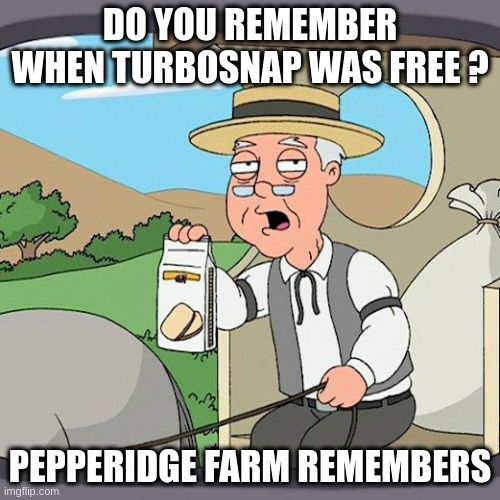 DO YOU REMEMBER
WHEN TURBOSNAP WAS FREE ?
PEPPERIDGE FARM REMEMBERS
imgflip.com